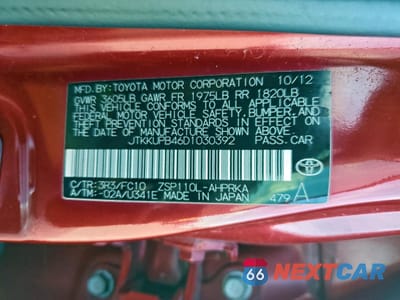 MFD.BY: TOYOTA MOTOR CORPORATION 10/12
GVWR 3605LB GAWR FR 1975LB RR 1820LB
THIS VEHICLE CONFORMS TO ALL APPLICABLE
FEDERAL MOTOR VEHICLE SAFETY, BUMPER, AND
THEFT PREVENTION STANDARDS IN EFFECT ON
THE DATE OF MANUFACTURE SHOWN ABOVE.
JTKKUPB46D1030392 PASS.CAR
C/TR: 3R3/FC10 ZSP110L-AHPRKA
A/TM: -02A/U341E MADE IN JAPAN 479 A
66 NEXTCAR